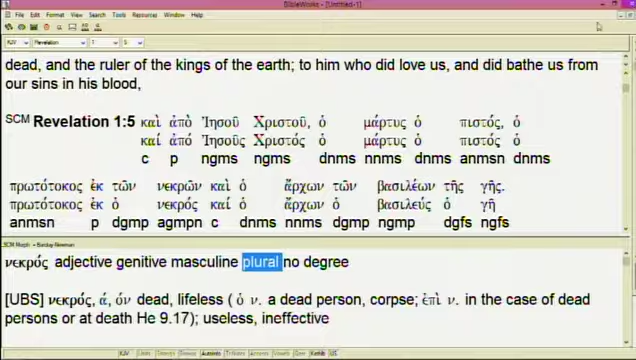 BibleWorks - [Untitled-1]
File Edit Format View Search Tools Resources Window Help
KJV Revelation 1 5
dead, and the ruler of the kings of the earth; to him who did love us, and did bathe us from
our sins in his blood,
SCM Revelation 1:5 καὶ ἀπὸ Ἰησοῦ Χριστοῦ, ὁ μάρτυς ὁ πιστός, ὁ
καί ἀπό Ἰησοῦς Χριστός ὁ μάρτυς ὁ πιστός ὁ
c p ngms ngms dnms nnms dnms anmsn dnms
πρωτότοκος ἐκ τῶν νεκρῶν καὶ ὁ ἄρχων τῶν βασιλέων τῆς γῆς.
πρωτότοκος ἐκ ὁ νεκρός καί ὁ ἄρχων ὁ βασιλεύς ὁ γῆ
anmsn p dgmp agmpn c dnms nnms dgmp ngmp dgfs ngfs
SCM Morph + Barclay-Newman
νεκρός adjective genitive masculine plural no degree
[UBS] νεκρός, ά, όν dead, lifeless ( ὁ ν. a dead person, corpse; ἐπὶ ν. in the case of dead
persons or at death He 9.17); useless, ineffective
KJV Strong's Accents